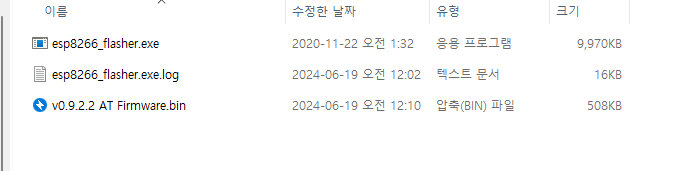 이름 수정한 날짜 유형 크기
esp8266_flasher.exe 2020-11-22 오전 1:32 응용 프로그램 9,970KB
esp8266_flasher.exe.log 2024-06-19 오전 12:02 텍스트 문서 16KB
v0.9.2.2 AT Firmware.bin 2024-06-19 오전 12:10 압축(BIN) 파일 508KB